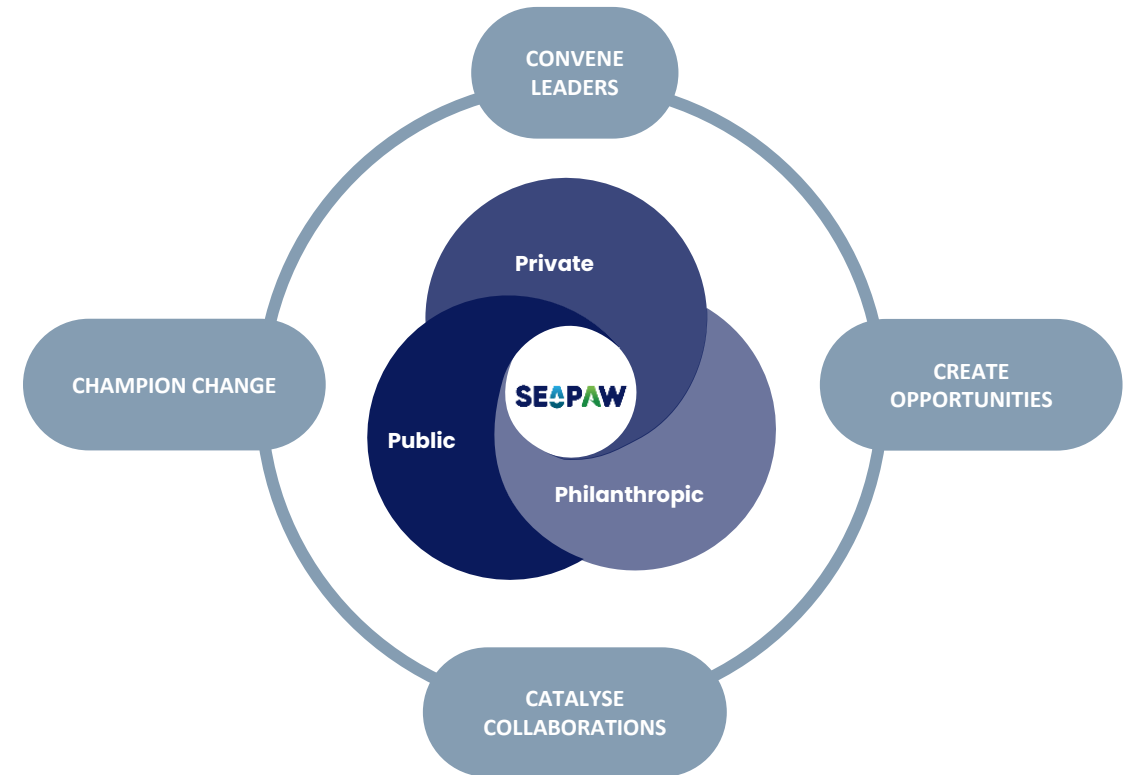 CONVENE
LEADERS
Private
CHAMPION CHANGE
CREATE
OPPORTUNITIES
SEAPAW
Public
Philanthropic
CATALYSE
COLLABORATIONS